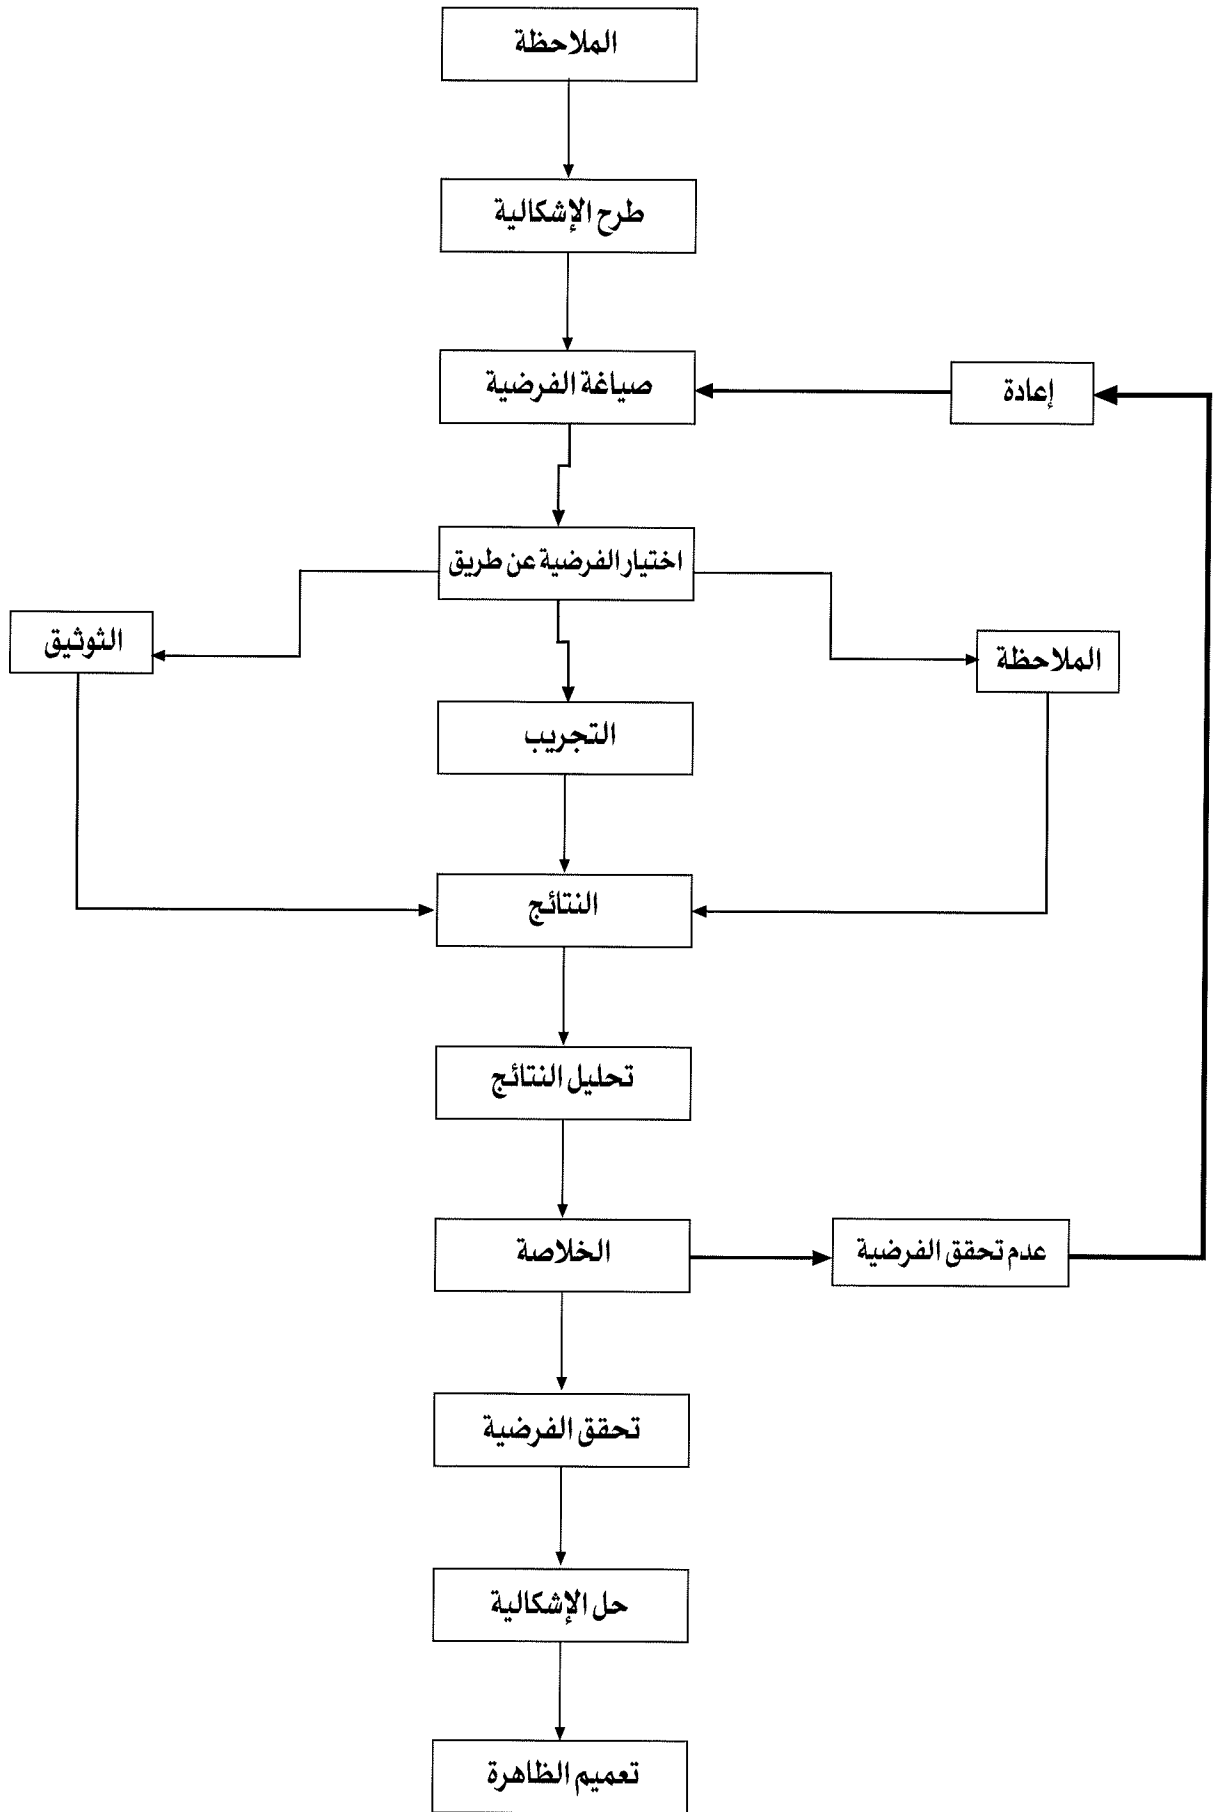 الملاحظة
طرح الإشكالية
صياغة الفرضية
إعادة
اختيار الفرضية عن طريق
الملاحظة
الثوثيق
التجريب
النتائج
تحليل النتائج
الخلاصة
عدم تحقق الفرضية
تحقق الفرضية
حل الإشكالية
تعميم الظاهرة